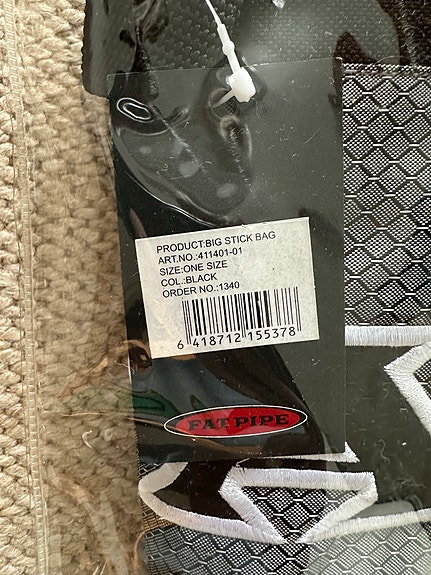 PRODUCT:BIG STICK BAG
ART.NO.:411401-01
SIZE:ONE SIZE
COL.:BLACK
ORDER NO.:1340
6 418712 155378
FAT PIPE